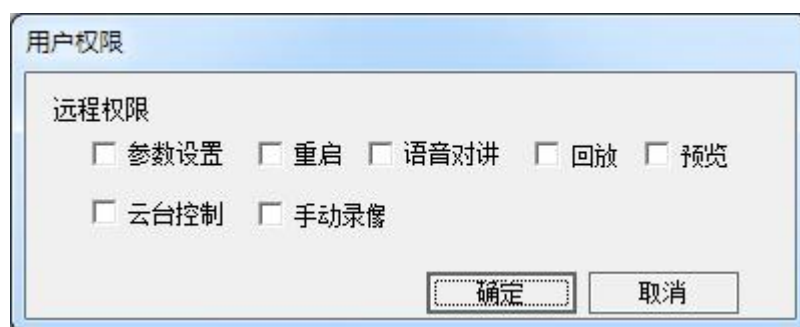 用户权限
远程权限
参数设置 重启 语音对讲 回放 预览
云台控制 手动录像
确定 取消